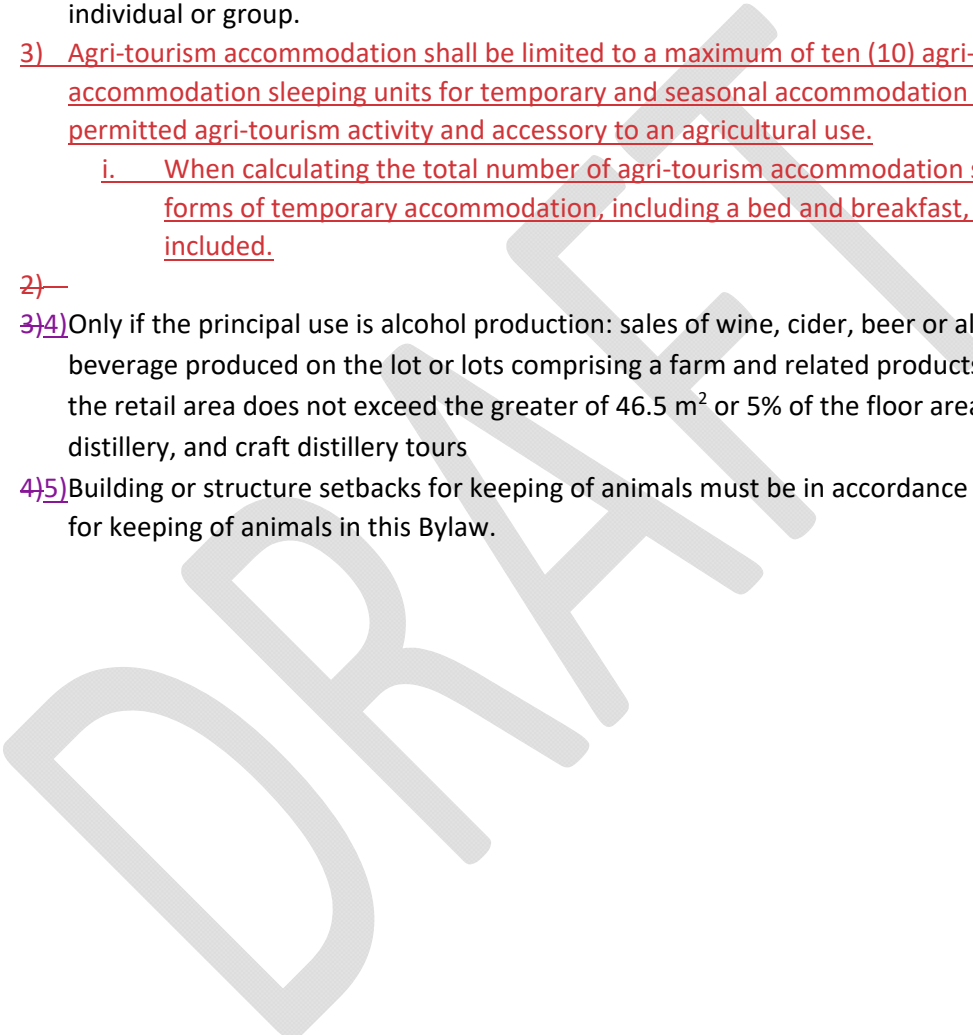 individual or group.
3) Agri-tourism accommodation shall be limited to a maximum of ten (10) agri-
accommodation sleeping units for temporary and seasonal accommodation
permitted agri-tourism activity and accessory to an agricultural use.
i. When calculating the total number of agri-tourism accommodation
forms of temporary accommodation, including a bed and breakfast,
included.
2)
3)4)Only if the principal use is alcohol production: sales of wine, cider, beer or
beverage produced on the lot or lots comprising a farm and related products
the retail area does not exceed the greater of 46.5 m² or 5% of the floor area
distillery, and craft distillery tours
4)5)Building or structure setbacks for keeping of animals must be in accordance
for keeping of animals in this Bylaw.
DRAFT